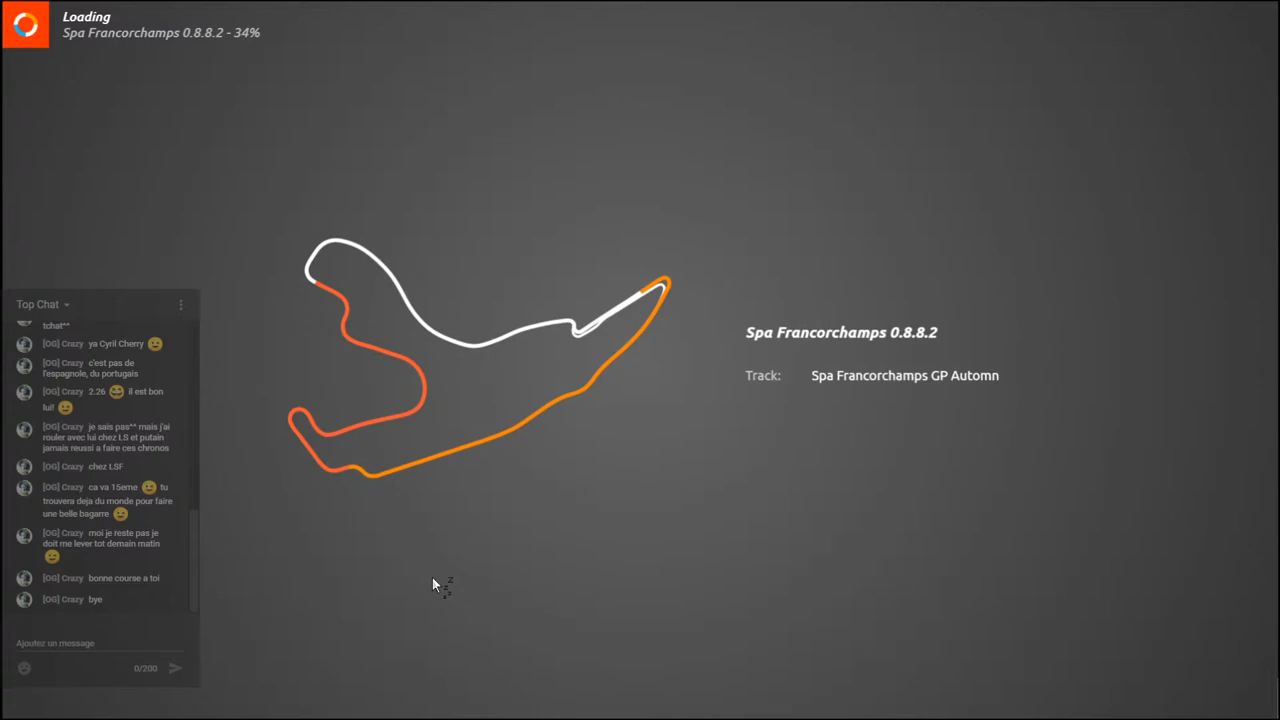 Loading
Spa Francorchamps 0.8.8.2 - 34%
Top Chat
tchat^^
[OG] Crazy ya Cyril Cherry
[OG] Crazy c'est pas de
l'espagnole, du portugais
[OG] Crazy 2.26 il est bon
lui!
[OG] Crazy je sais pas^^ mais j'ai
rouler avec lui chez LS et putain
jamais reussi a faire ces chronos
[OG] Crazy chez LSF
[OG] Crazy ca va 15eme tu
trouvera deja du monde pour faire
une belle bagarre
[OG] Crazy moi je reste pas je
doit me lever tot demain matin
[OG] Crazy bonne course a toi
[OG] Crazy bye
Ajoutez un message
0/200
Spa Francorchamps 0.8.8.2
Track: Spa Francorchamps GP Automn